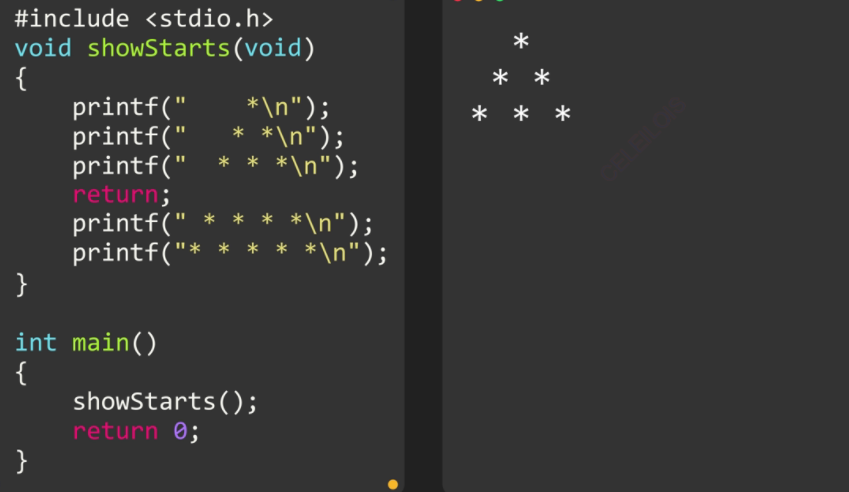 #include <stdio.h>
void showStarts(void)
{
    printf("    *\n");
    printf("   * *\n");
    printf("  * * *\n");
    return;
    printf(" * * * *\n");
    printf("* * * * *\n");
}

int main()
{
    showStarts();
    return 0;
}
    *
   * *
  * * *